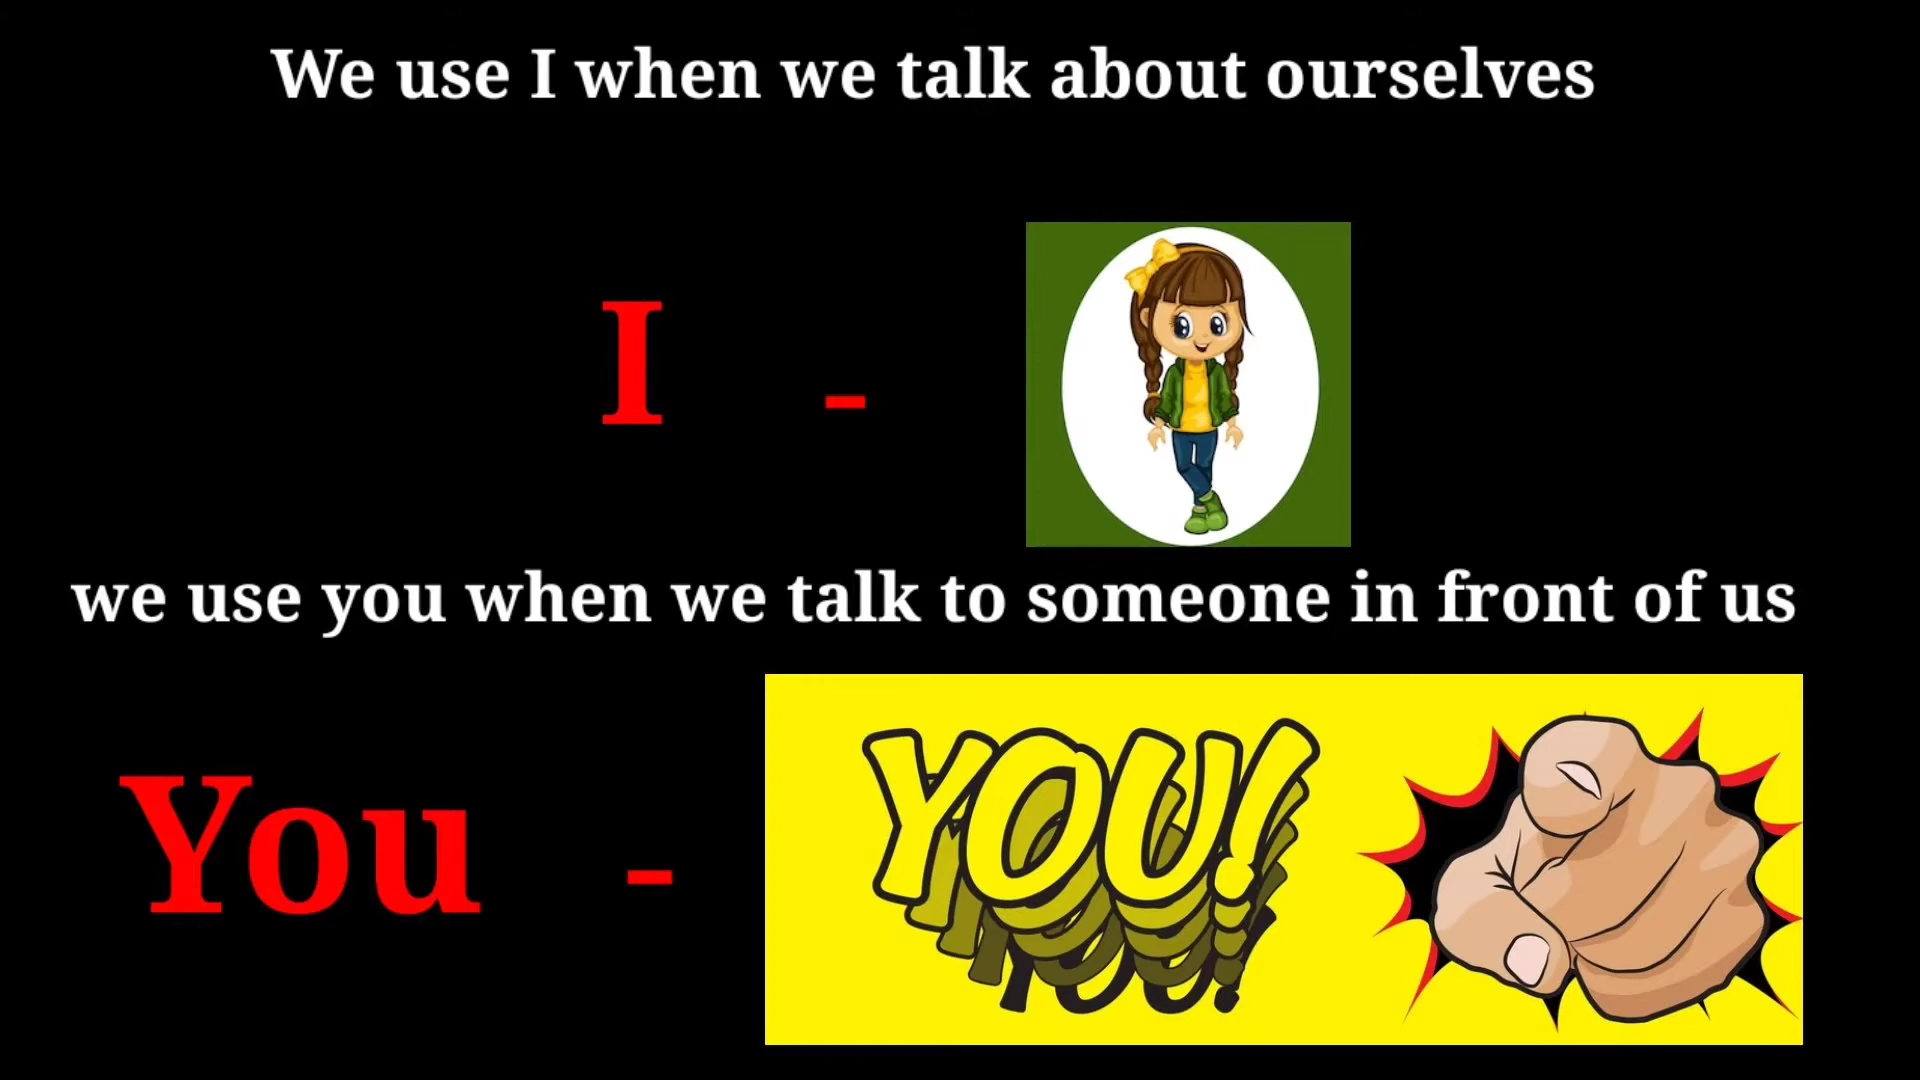 We use I when we talk about ourselves
I -
we use you when we talk to someone in front of us
You -
YOU!